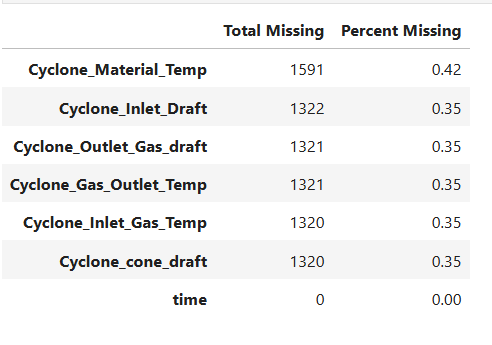 Total Missing Percent Missing
Cyclone_Material_Temp 1591 0.42
Cyclone_Inlet_Draft 1322 0.35
Cyclone_Outlet_Gas_draft 1321 0.35
Cyclone_Gas_Outlet_Temp 1321 0.35
Cyclone_Inlet_Gas_Temp 1320 0.35
Cyclone_cone_draft 1320 0.35
time 0 0.00